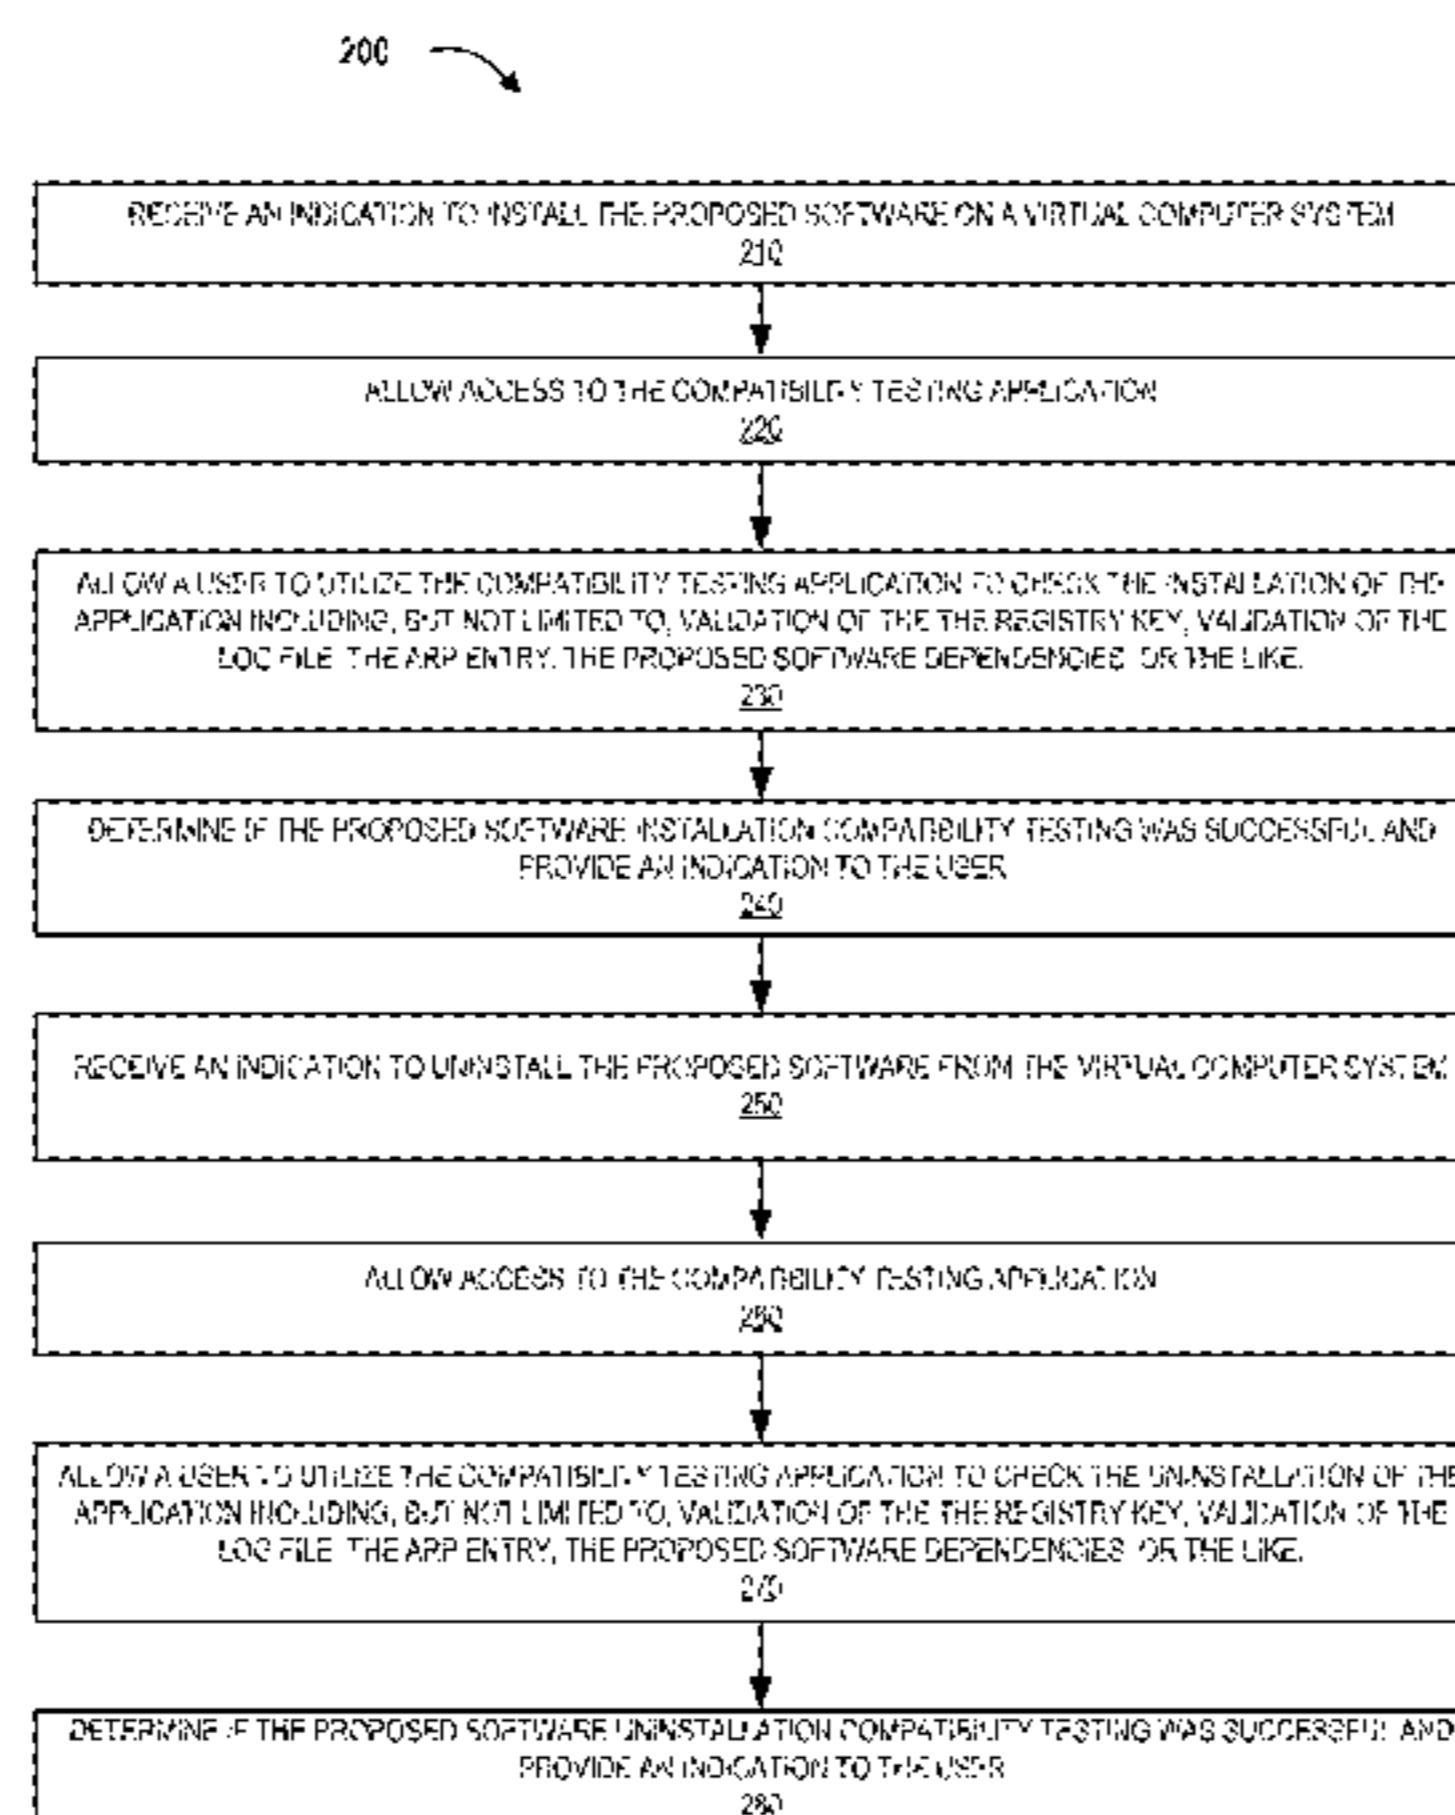 200
RECEIVE AN INDICATION TO INSTALL THE PROPOSED SOFTWARE ON A VIRTUAL COMPUTER SYSTEM
210
ALLOW ACCESS TO THE COMPATIBILITY TESTING APPLICATION
220
ALLOW A USER TO UTILIZE THE COMPATIBILITY TESTING APPLICATION TO CHECK THE INSTALLATION OF THE
APPLICATION INCLUDING, BUT NOT LIMITED TO, VALIDATION OF THE THE REGISTRY KEY, VALIDATION OF THE
LOG FILE, THE ARP ENTRY, THE PROPOSED SOFTWARE DEPENDENCIES, OR THE LIKE.
230
DETERMINE IF THE PROPOSED SOFTWARE INSTALLATION COMPATIBILITY TESTING WAS SUCCESSFUL AND
PROVIDE AN INDICATION TO THE USER
240
RECEIVE AN INDICATION TO UNINSTALL THE PROPOSED SOFTWARE FROM THE VIRTUAL COMPUTER SYSTEM
250
ALLOW ACCESS TO THE COMPATIBILITY TESTING APPLICATION
260
ALLOW A USER TO UTILIZE THE COMPATIBILITY TESTING APPLICATION TO CHECK THE UNINSTALLATION OF THE
APPLICATION INCLUDING, BUT NOT LIMITED TO, VALIDATION OF THE THE REGISTRY KEY, VALIDATION OF THE
LOG FILE, THE ARP ENTRY, THE PROPOSED SOFTWARE DEPENDENCIES, OR THE LIKE.
270
DETERMINE IF THE PROPOSED SOFTWARE UNINSTALLATION COMPATIBILITY TESTING WAS SUCCESSFUL AND
PROVIDE AN INDICATION TO THE USER
280